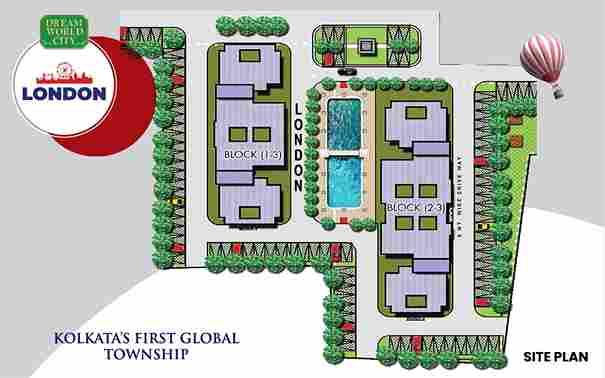 DREAM
WORLD
CITY
LONDON
LONDON
BLOCK (1-3)
BLOCK (2-3)
6 MT. WIDE DRIVE WAY
KOLKATA'S FIRST GLOBAL
TOWNSHIP
SITE PLAN